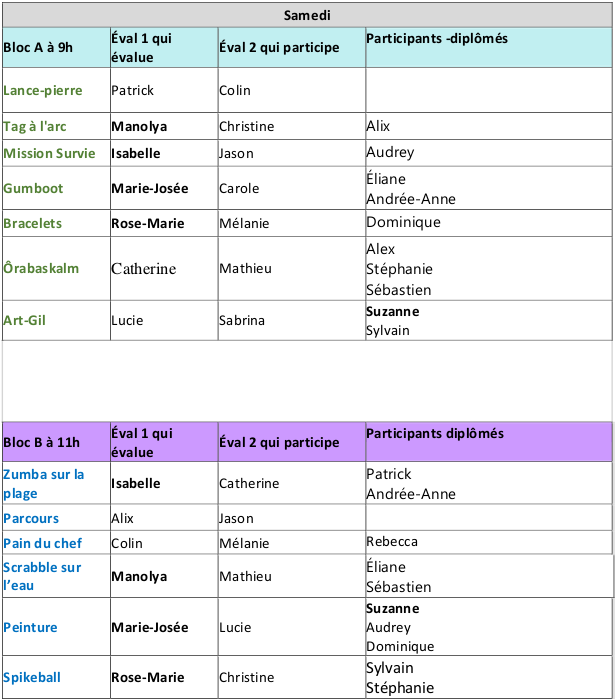 Samedi
Bloc A à 9h
Éval 1 qui
évalue
Éval 2 qui participe
Participants -diplômés
Lance-pierre
Patrick
Colin
Tag à l'arc
Manolya
Christine
Alix
Mission Survie
Isabelle
Jason
Audrey
Gumboot
Marie-Josée
Carole
Éliane
Andrée-Anne
Bracelets
Rose-Marie
Mélanie
Dominique
Ôrabaskalm
Catherine
Mathieu
Alex
Stéphanie
Sébastien
Art-Gil
Lucie
Sabrina
Suzanne
Sylvain
Bloc B à 11h
Éval 1 qui
évalue
Éval 2 qui participe
Participants diplômés
Zumba sur la
plage
Isabelle
Catherine
Patrick
Andrée-Anne
Parcours
Alix
Jason
Pain du chef
Colin
Mélanie
Rebecca
Scrabble sur
l’eau
Manolya
Mathieu
Éliane
Sébastien
Peinture
Marie-Josée
Lucie
Suzanne
Audrey
Dominique
Spikeball
Rose-Marie
Christine
Sylvain
Stéphanie